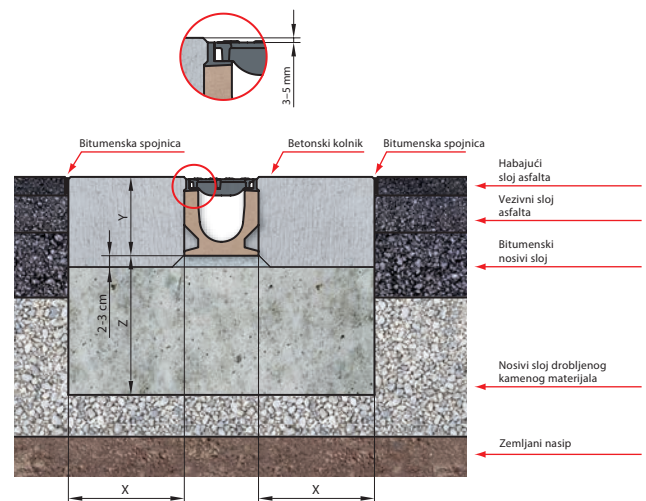 3–5 mm
Bitumenska spojnica
Betonski kolnik
Bitumenska spojnica
Habajući
sloj asfalta
Vezivni sloj
asfalta
Bitumenski
nosivi sloj
Y
2-3 cm
Z
Nosivi sloj drobljenog
kamenog materijala
Zemljani nasip
X
X